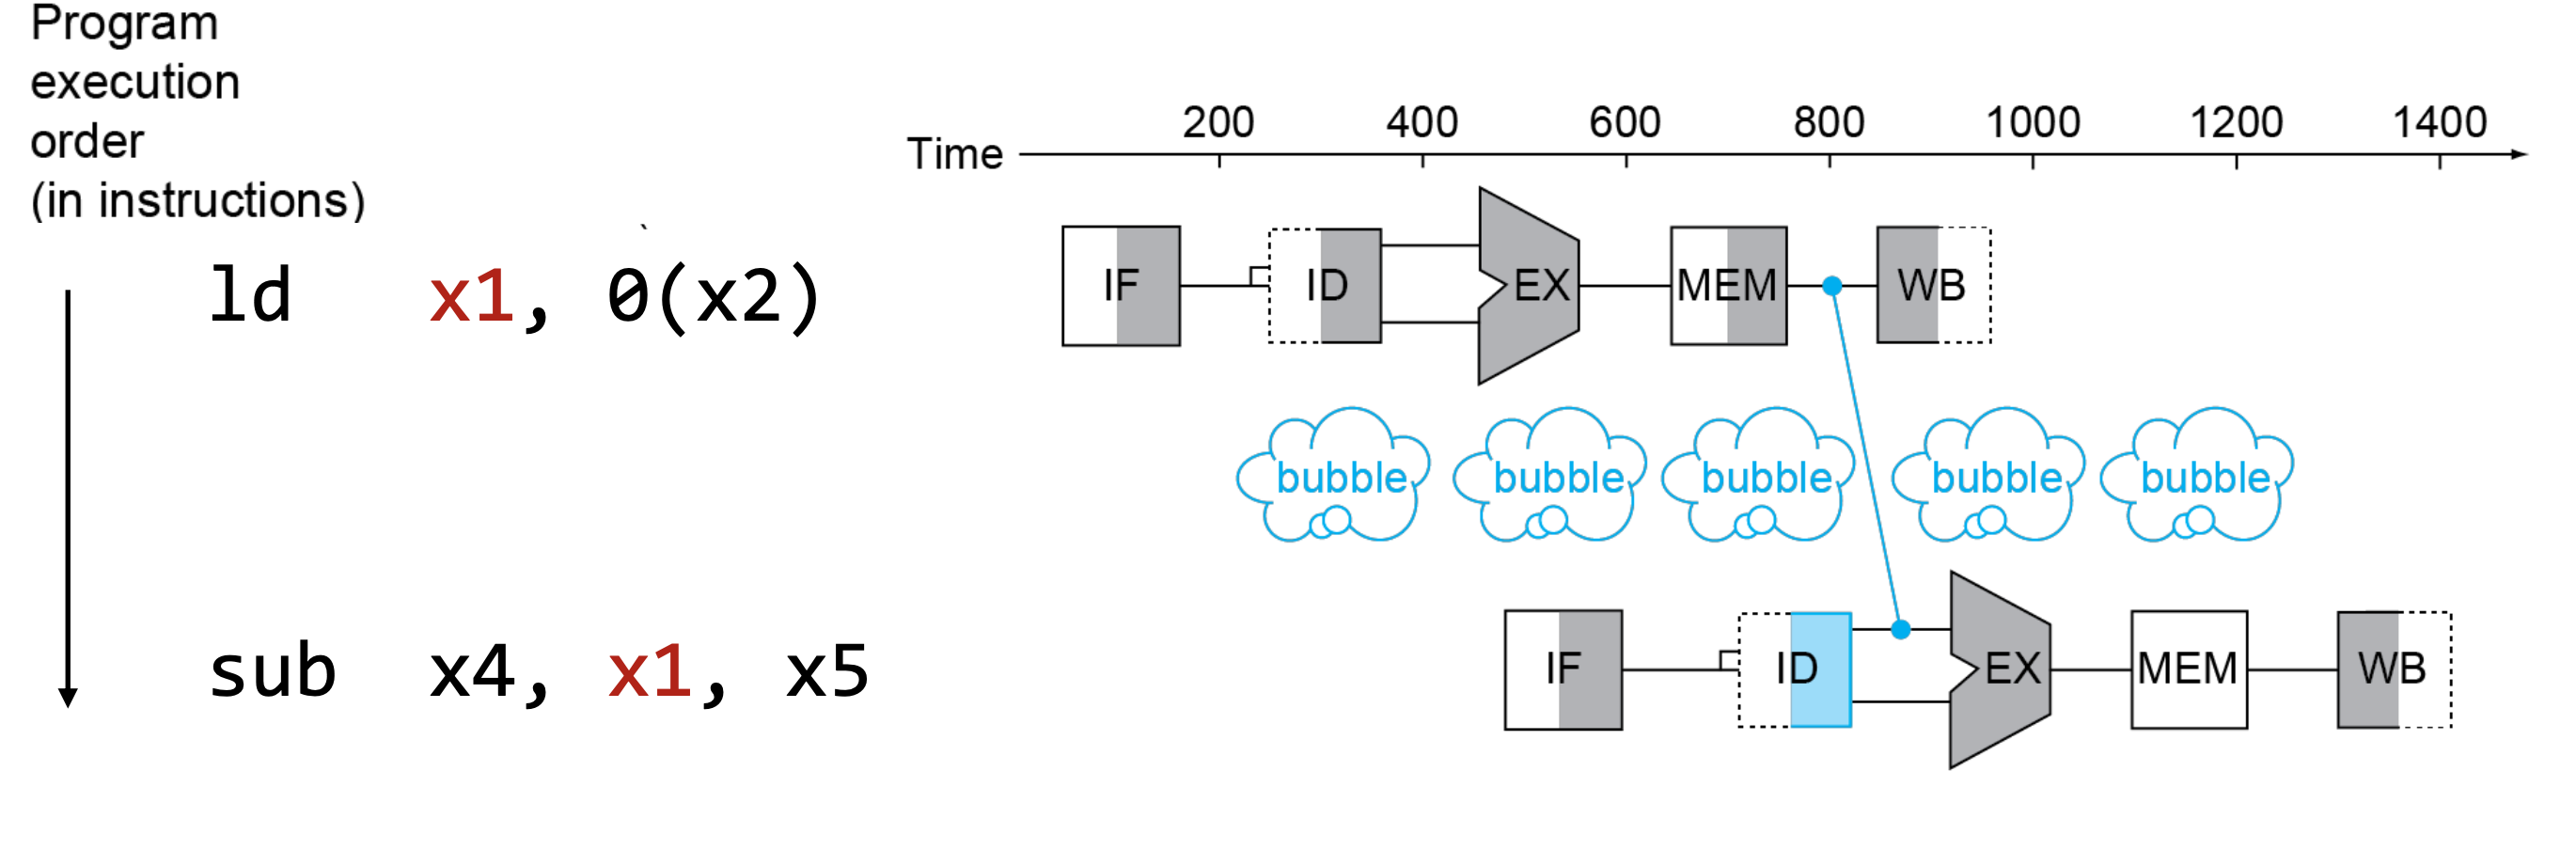 Program
execution
order
(in instructions)
Time
200 400 600 800 1000 1200 1400
ld x1, 0(x2)
IF ID EX MEM WB
bubble bubble bubble bubble bubble
sub x4, x1, x5
IF ID EX MEM WB